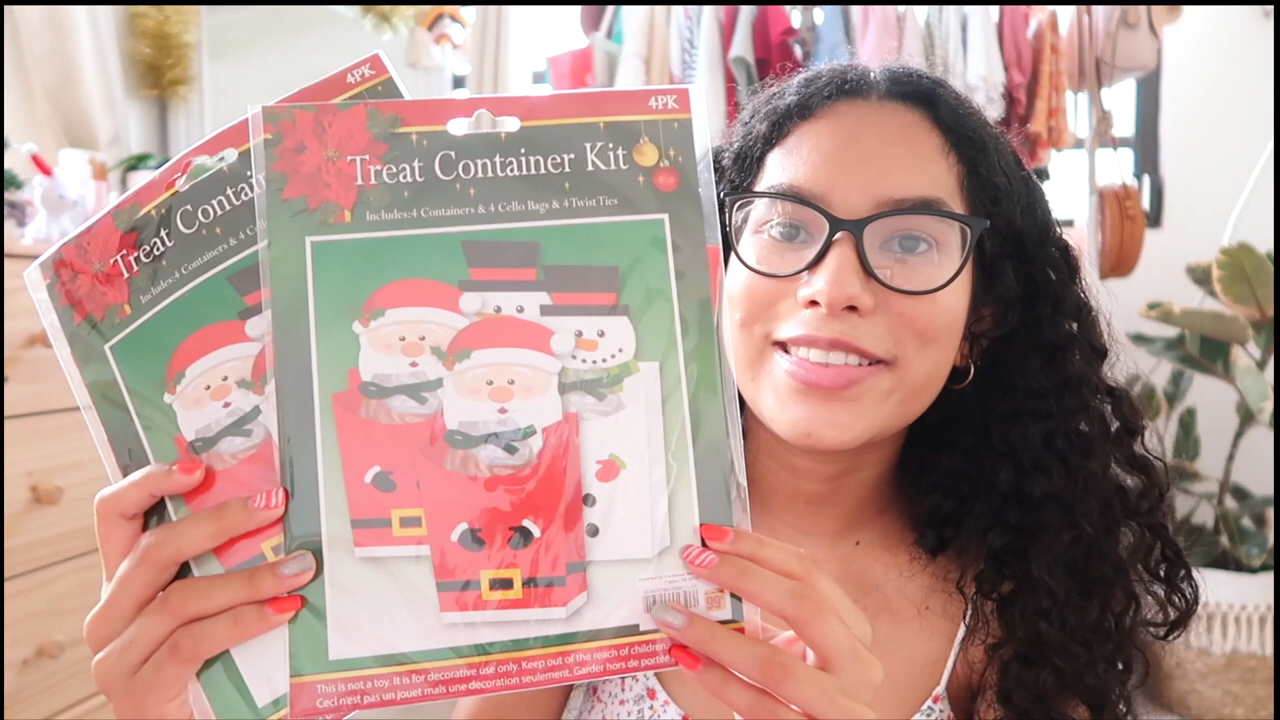 4PK
Treat Contai
Includes: 4 Containers & 4 C
4PK
Treat Container Kit
Includes: 4 Containers & 4 Cello Bags & 4 Twist Ties
This is not a toy. It is for decorative use only. Keep out of the reach of children.
Ceci n'est pas un jouet mais une decoration seulement. Garder hors de portée